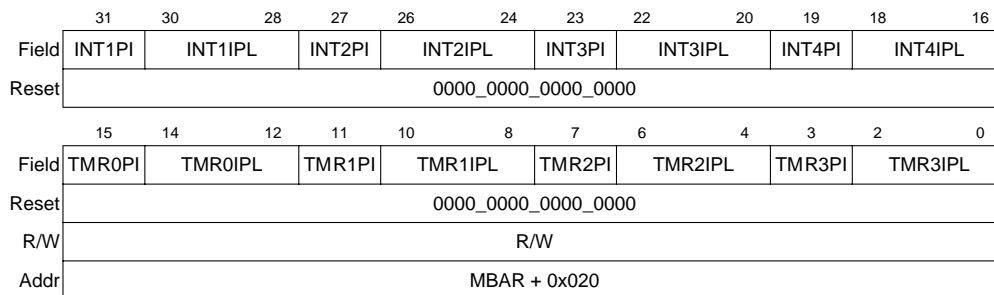 31 30 28 27 26 24 23 22 20 19 18 16
Field INT1PI INT1IPL INT2PI INT2IPL INT3PI INT3IPL INT4PI INT4IPL
Reset 0000_0000_0000_0000
15 14 12 11 10 8 7 6 4 3 2 0
Field TMR0PI TMR0IPL TMR1PI TMR1IPL TMR2PI TMR2IPL TMR3PI TMR3IPL
Reset 0000_0000_0000_0000
R/W R/W
Addr MBAR + 0x020